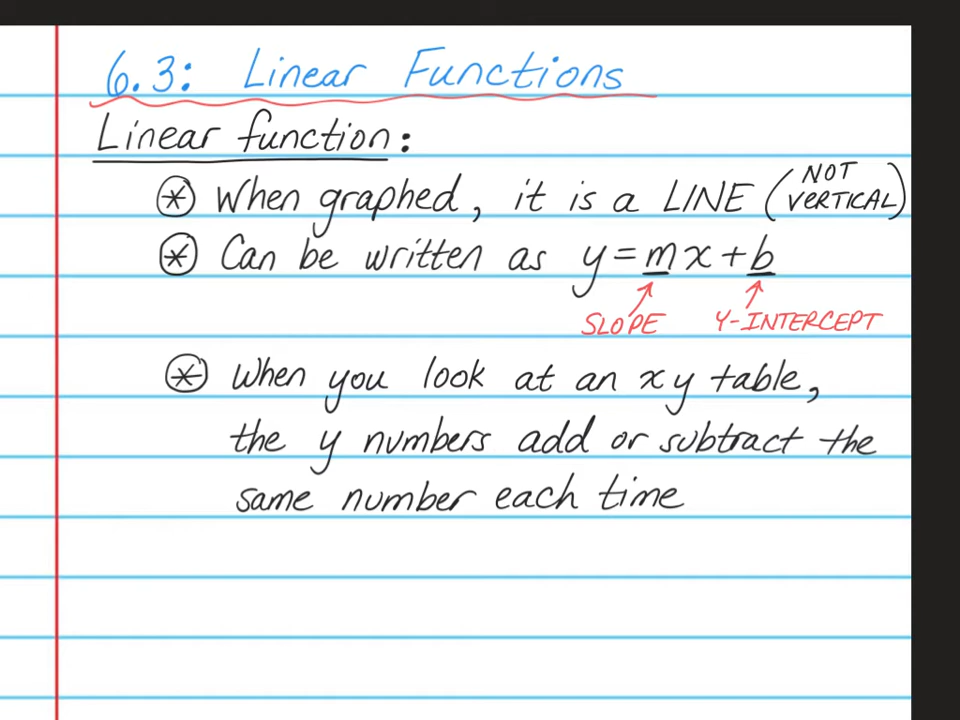 6.3: Linear Functions
Linear function:
⊛ When graphed, it is a LINE (NOT VERTICAL)
⊛ Can be written as y = mx + b
SLOPE Y-INTERCEPT
⊛ When you look at an xy table,
the y numbers add or subtract the
same number each time